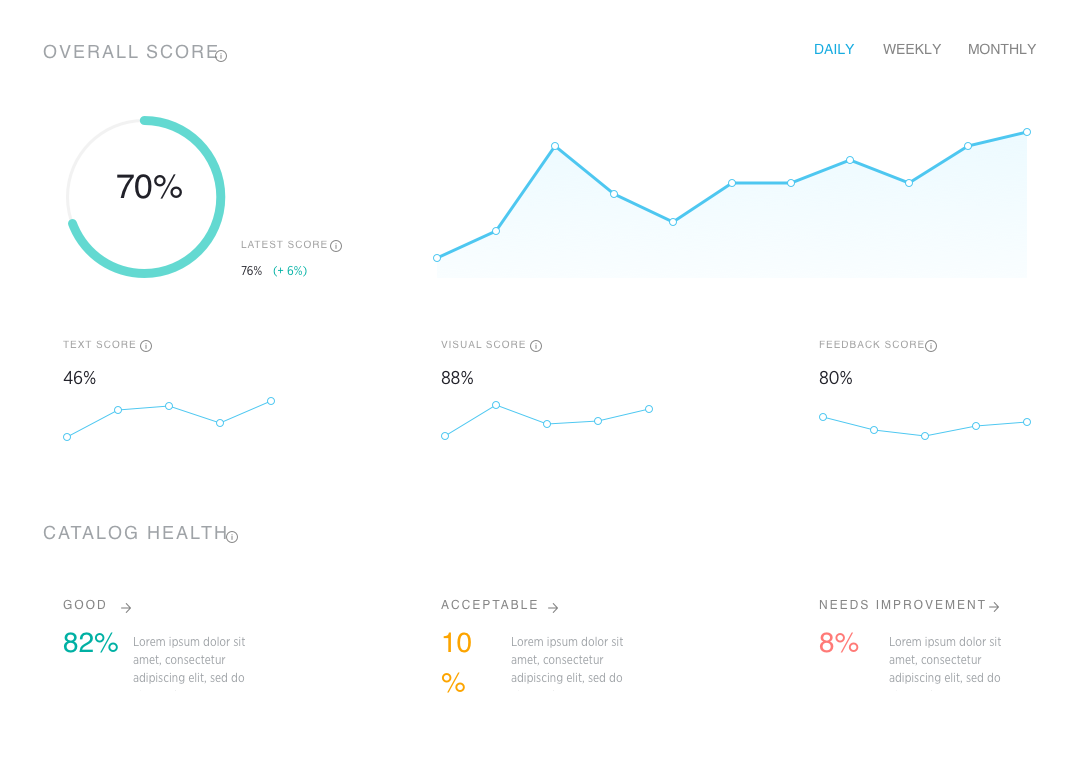 OVERALL SCORE
DAILY WEEKLY MONTHLY
70%
LATEST SCORE
76% (+ 6%)
TEXT SCORE
46%
VISUAL SCORE
88%
FEEDBACK SCORE
80%
CATALOG HEALTH
GOOD
82%
Lorem ipsum dolor sit
amet, consectetur
adipiscing elit, sed do
ACCEPTABLE
10
%
Lorem ipsum dolor sit
amet, consectetur
adipiscing elit, sed do
NEEDS IMPROVEMENT
8%
Lorem ipsum dolor sit
amet, consectetur
adipiscing elit, sed do